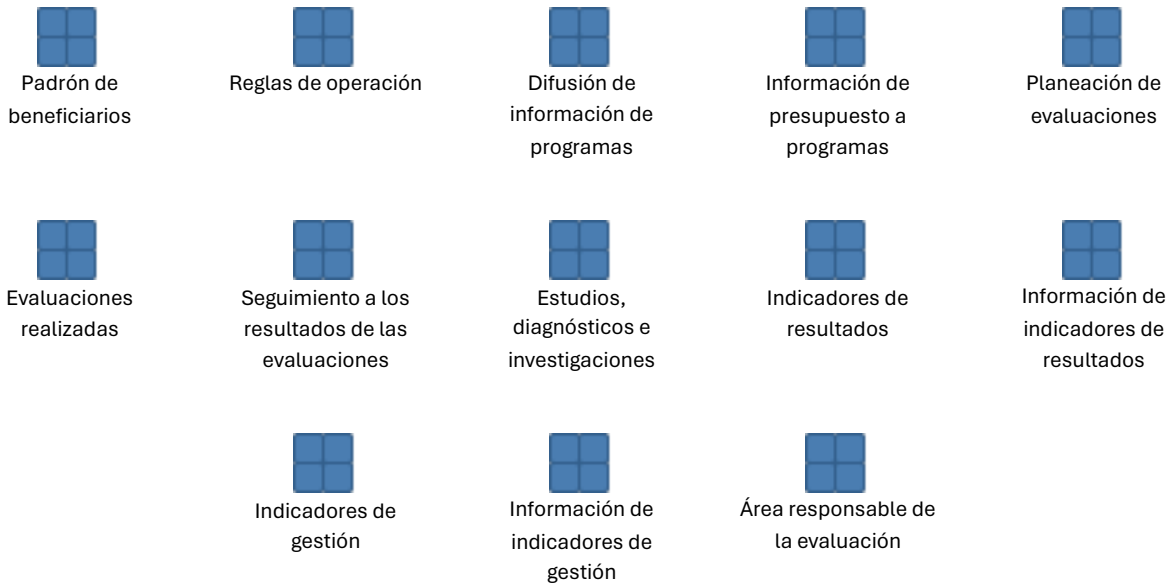 Padrón de
beneficiarios
Reglas de operación
Difusión de
información de
programas
Información de
presupuesto a
programas
Planeación de
evaluaciones
Evaluaciones
realizadas
Seguimiento a los
resultados de las
evaluaciones
Estudios,
diagnósticos e
investigaciones
Indicadores de
resultados
Información de
indicadores de
resultados
Indicadores de
gestión
Información de
indicadores de
gestión
Área responsable de
la evaluación